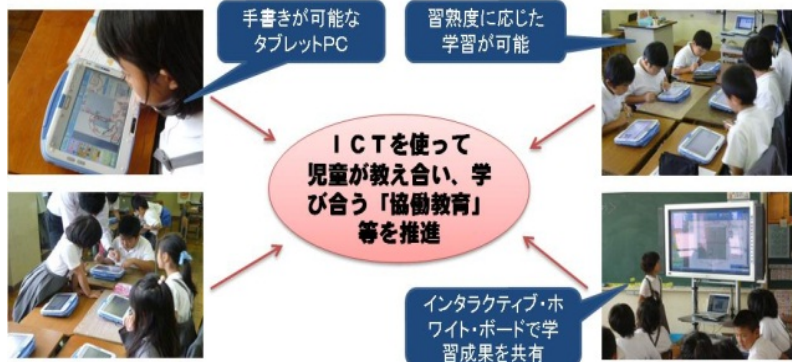 手書きが可能な
タブレットPC
習熟度に応じた
学習が可能
ICTを使って
児童が教え合い、学
び合う「協働教育」
等を推進
インタラクティブ・ホ
ワイト・ボードで学
習成果を共有